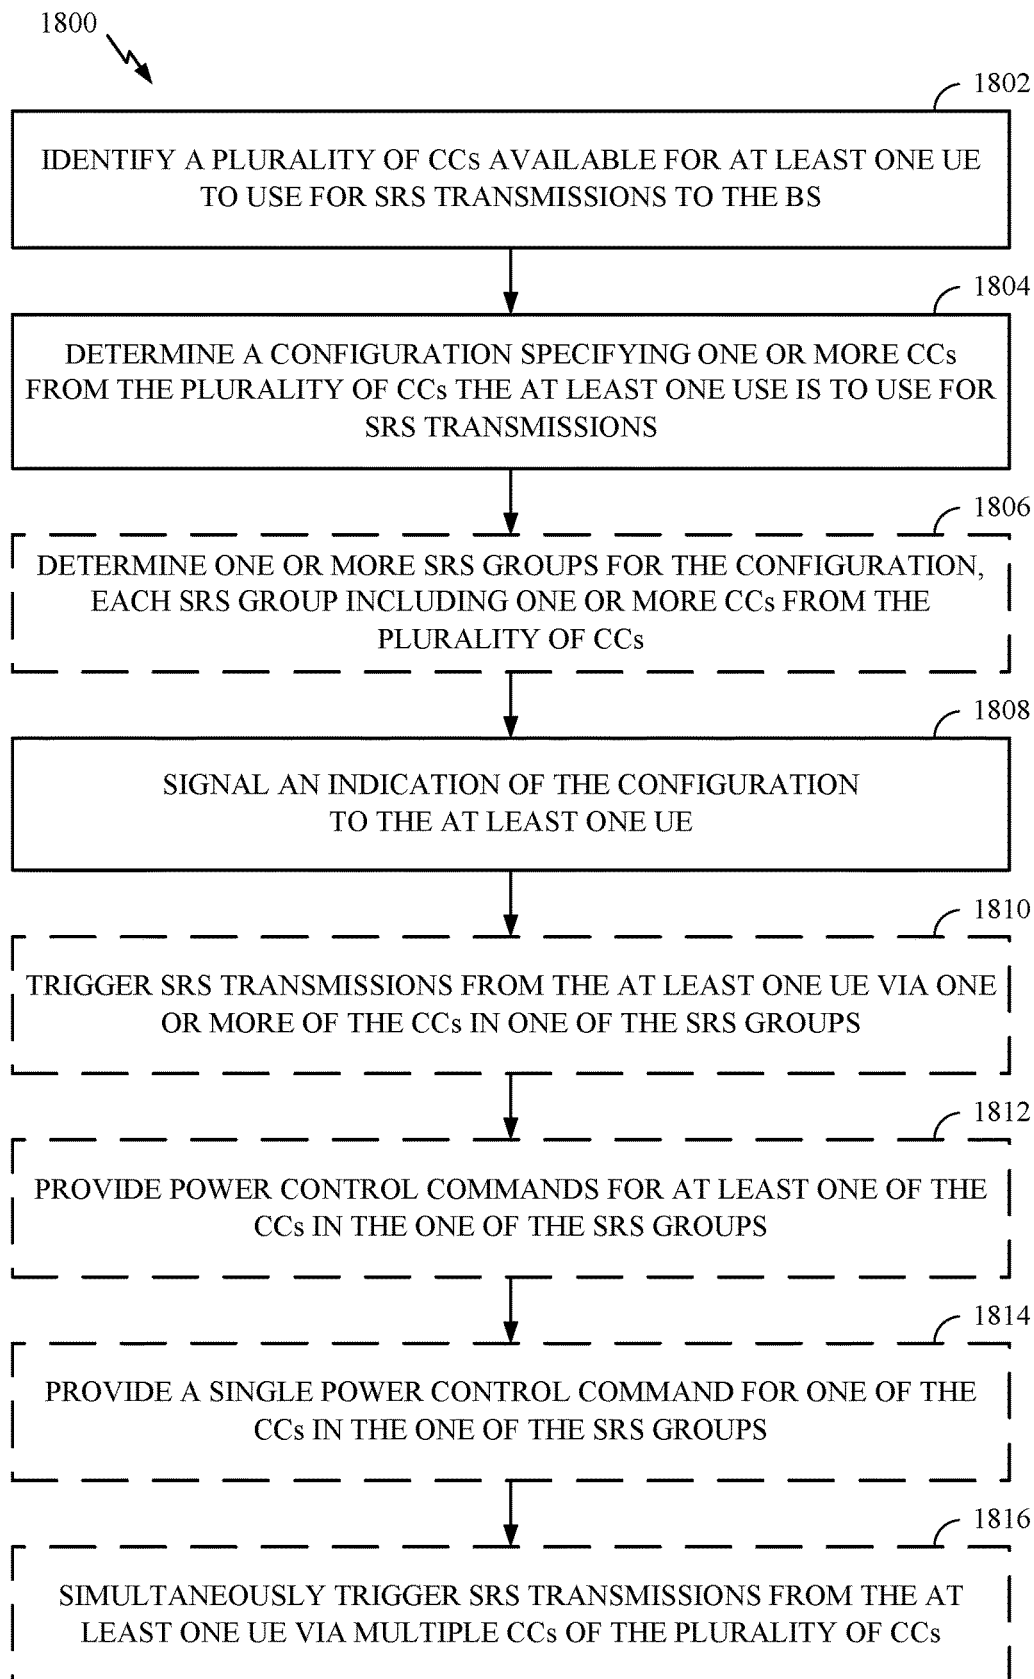 1800
1802
IDENTIFY A PLURALITY OF CCs AVAILABLE FOR AT LEAST ONE UE
TO USE FOR SRS TRANSMISSIONS TO THE BS
1804
DETERMINE A CONFIGURATION SPECIFYING ONE OR MORE CCs
FROM THE PLURALITY OF CCs THE AT LEAST ONE USE IS TO USE FOR
SRS TRANSMISSIONS
1806
DETERMINE ONE OR MORE SRS GROUPS FOR THE CONFIGURATION,
EACH SRS GROUP INCLUDING ONE OR MORE CCs FROM THE
PLURALITY OF CCs
1808
SIGNAL AN INDICATION OF THE CONFIGURATION
TO THE AT LEAST ONE UE
1810
TRIGGER SRS TRANSMISSIONS FROM THE AT LEAST ONE UE VIA ONE
OR MORE OF THE CCs IN ONE OF THE SRS GROUPS
1812
PROVIDE POWER CONTROL COMMANDS FOR AT LEAST ONE OF THE
CCs IN THE ONE OF THE SRS GROUPS
1814
PROVIDE A SINGLE POWER CONTROL COMMAND FOR ONE OF THE
CCs IN THE ONE OF THE SRS GROUPS
1816
SIMULTANEOUSLY TRIGGER SRS TRANSMISSIONS FROM THE AT
LEAST ONE UE VIA MULTIPLE CCs OF THE PLURALITY OF CCs